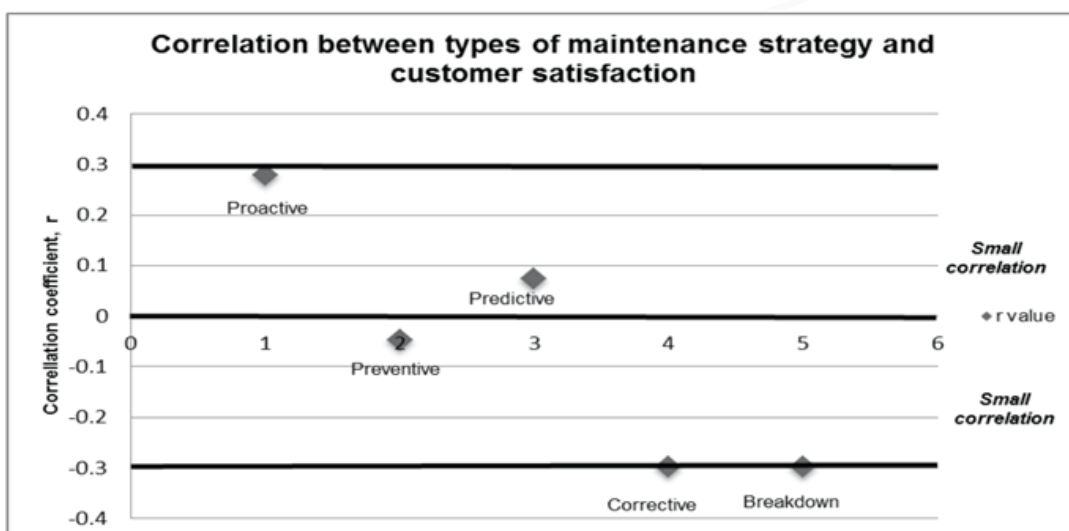 Correlation between types of maintenance strategy and
customer satisfaction
Correllation coefficient, r
0.4
0.3
0.2
0.1
0
-0.1
-0.2
-0.3
-0.4
0 1 2 3 4 5 6
Proactive
Preventive
Predictive
Corrective
Breakdown
Small
correlation
r value
Small
correlation